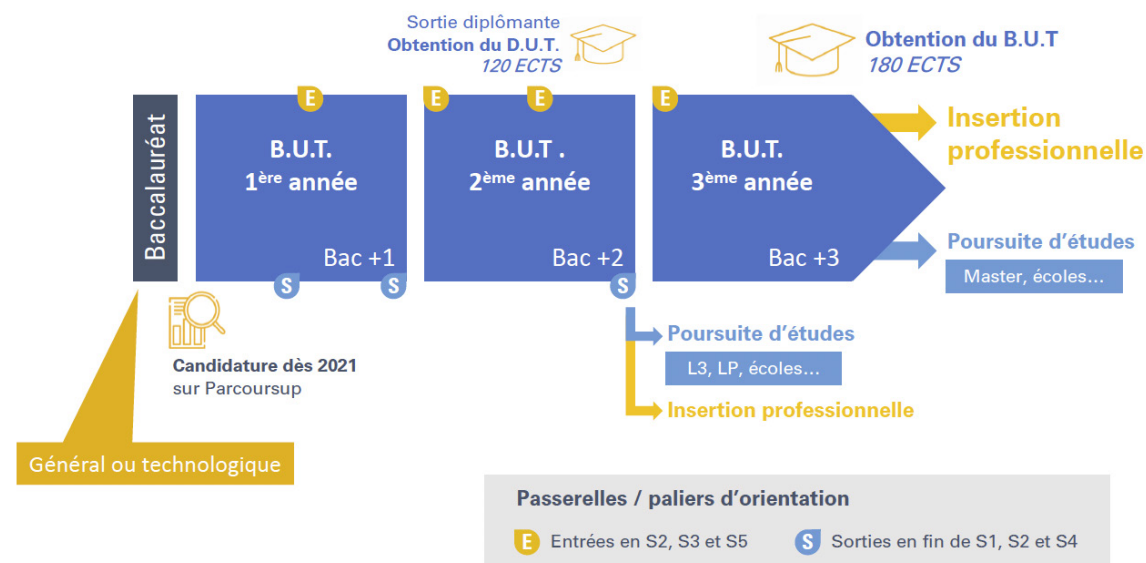 Sortie diplômante
Obtention du D.U.T.
120 ECTS
Obtention du B.U.T
180 ECTS
Baccalauréat
E
B.U.T.
1ère année
Bac +1
S
S
E
E
B.U.T .
2ème année
Bac +2
S
E
B.U.T.
3ème année
Bac +3
Insertion
professionnelle
Poursuite d'études
Master, écoles...
Candidature dès 2021
sur Parcoursup
Général ou technologique
Poursuite d'études
L3, LP, écoles...
Insertion professionnelle
Passerelles / paliers d'orientation
E Entrées en S2, S3 et S5
S Sorties en fin de S1, S2 et S4